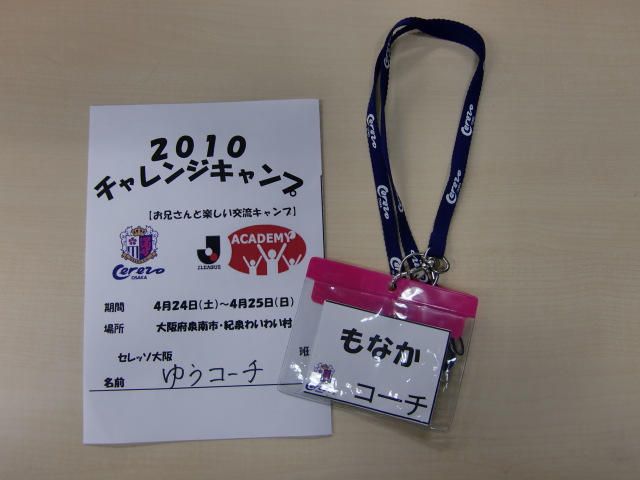 2010
チャレンジキャンプ
【お兄さんと楽しい交流キャンプ】
Cerezo
OSAKA
J.LEAGUE
ACADEMY
期間 4月24日(土)～4月25日(日)
場所 大阪府泉南市・紀泉わいわい村
セレッソ大阪 班
名前 ゆうコーチ
Cerezo
Cerezo
Cerezo
Cerezo
もなか
コーチ